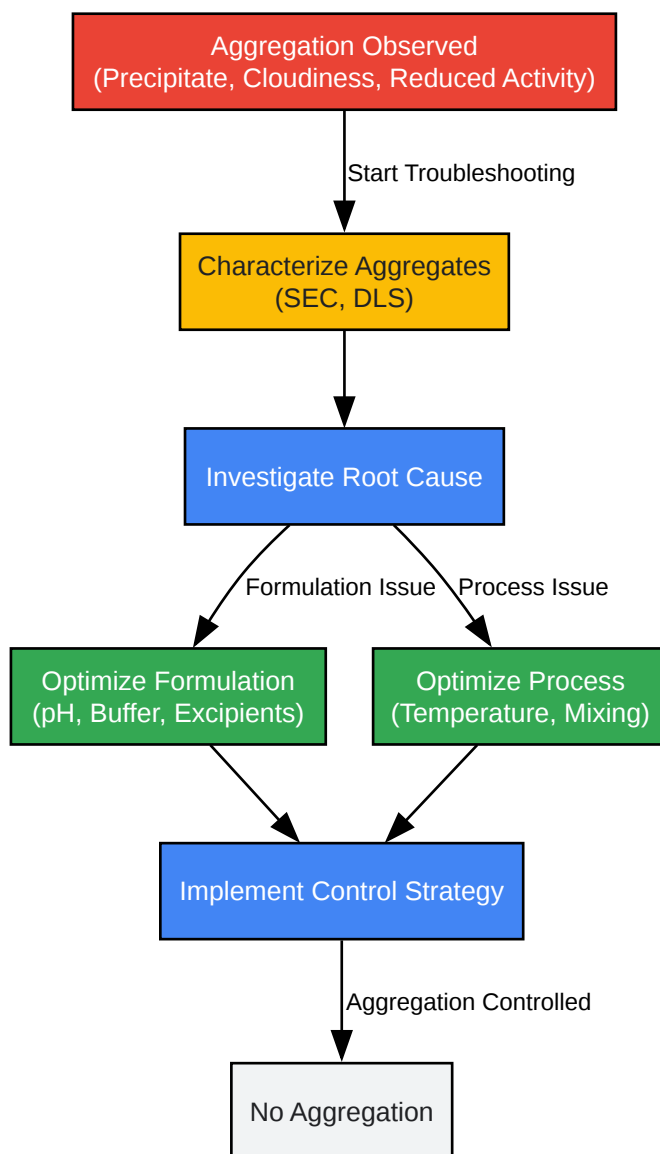 Aggregation Observed
(Precipitate, Cloudiness, Reduced Activity)
Start Troubleshooting
Characterize Aggregates
(SEC, DLS)
Investigate Root Cause
Formulation Issue
Process Issue
Optimize Formulation
(pH, Buffer, Excipients)
Optimize Process
(Temperature, Mixing)
Implement Control Strategy
Aggregation Controlled
No Aggregation